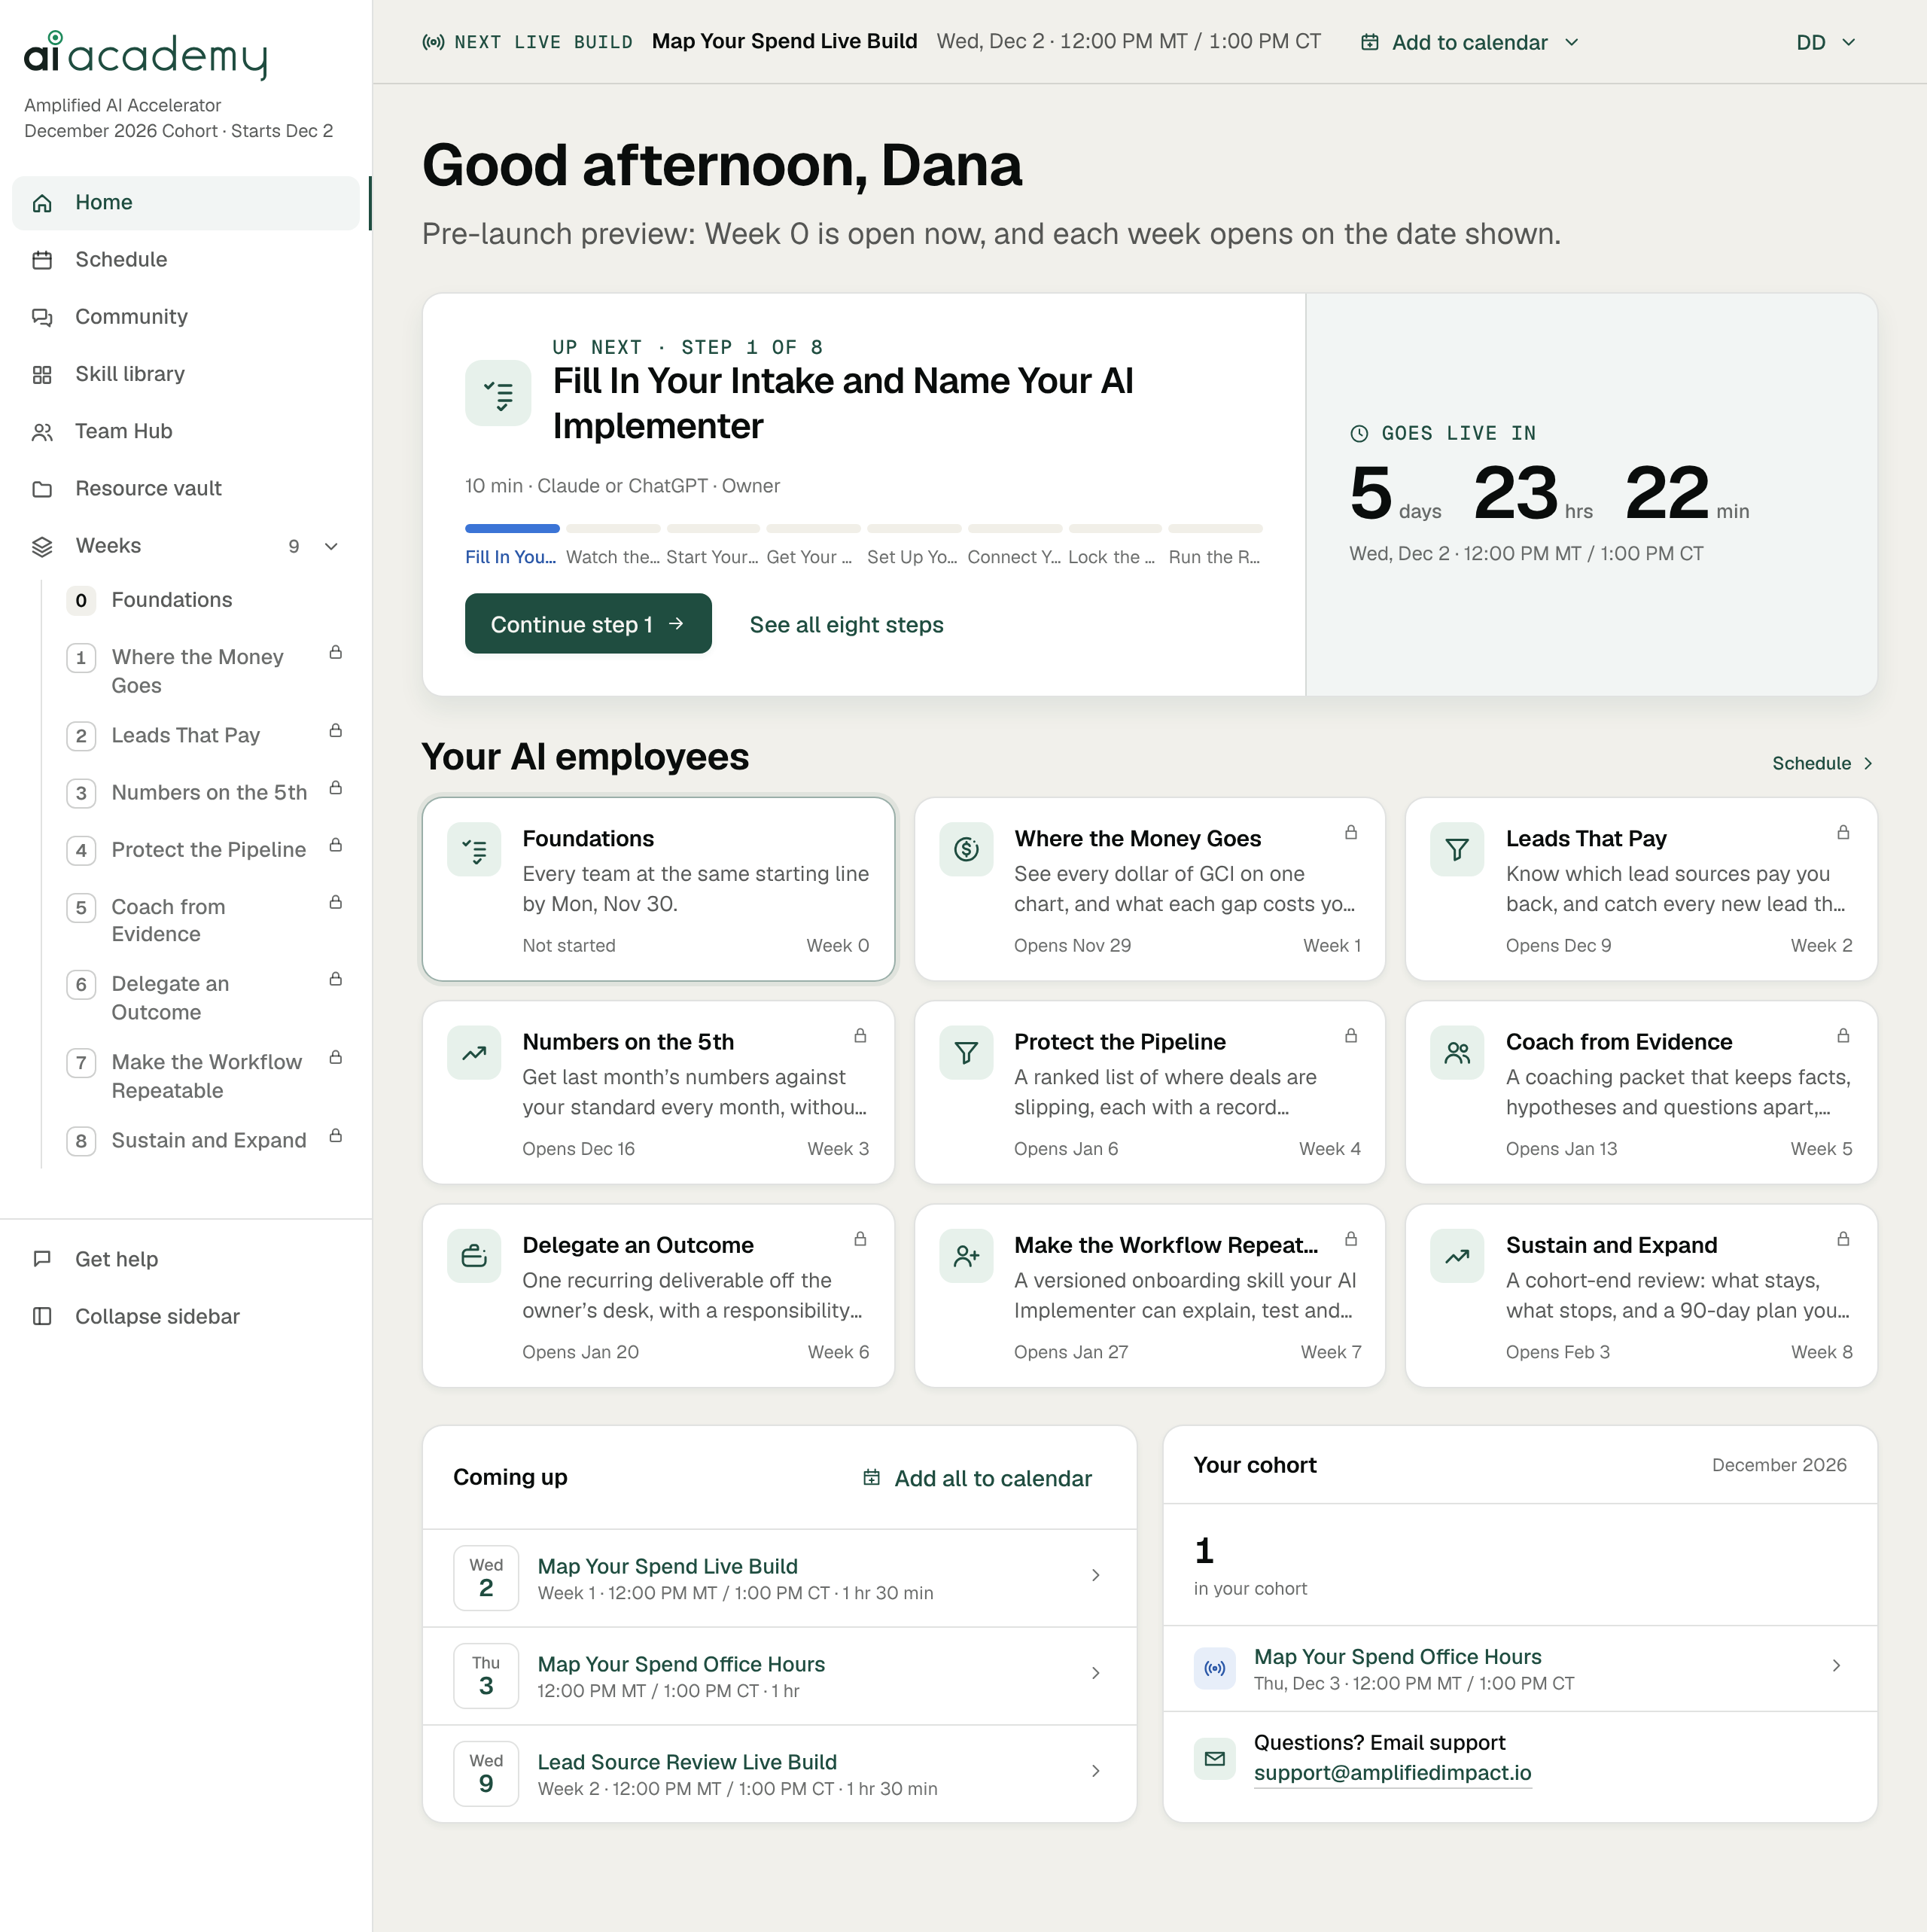 ai academy
Amplified AI Accelerator
December 2026 Cohort · Starts Dec 2
Home
Schedule
Community
Skill library
Team Hub
Resource vault
Weeks 9
0 Foundations
1 Where the Money
Goes
2 Leads That Pay
3 Numbers on the 5th
4 Protect the Pipeline
5 Coach from
Evidence
6 Delegate an
Outcome
7 Make the Workflow
Repeatable
8 Sustain and Expand
Get help
Collapse sidebar
NEXT LIVE BUILD Map Your Spend Live Build Wed, Dec 2 · 12:00 PM MT / 1:00 PM CT Add to calendar DD
Good afternoon, Dana
Pre-launch preview: Week 0 is open now, and each week opens on the date shown.
UP NEXT · STEP 1 OF 8
Fill In Your Intake and Name Your AI
Implementer
10 min · Claude or ChatGPT · Owner
Fill In You... Watch the... Start Your... Get Your ... Set Up Yo... Connect Y... Lock the ... Run the R...
Continue step 1 → See all eight steps
GOES LIVE IN
5 days 23 hrs 22 min
Wed, Dec 2 · 12:00 PM MT / 1:00 PM CT
Your AI employees
Schedule
Foundations
Every team at the same starting line
by Mon, Nov 30.
Not started Week 0
Where the Money Goes
See every dollar of GCI on one
chart, and what each gap costs yo...
Opens Nov 29 Week 1
Leads That Pay
Know which lead sources pay you
back, and catch every new lead th...
Opens Dec 9 Week 2
Numbers on the 5th
Get last month's numbers against
your standard every month, withou...
Opens Dec 16 Week 3
Protect the Pipeline
A ranked list of where deals are
slipping, each with a record...
Opens Jan 6 Week 4
Coach from Evidence
A coaching packet that keeps facts,
hypotheses and questions apart,...
Opens Jan 13 Week 5
Delegate an Outcome
One recurring deliverable off the
owner's desk, with a responsibility...
Opens Jan 20 Week 6
Make the Workflow Repeat...
A versioned onboarding skill your AI
Implementer can explain, test and...
Opens Jan 27 Week 7
Sustain and Expand
A cohort-end review: what stays,
what stops, and a 90-day plan you...
Opens Feb 3 Week 8
Coming up Add all to calendar
Wed
2
Map Your Spend Live Build
Week 1 · 12:00 PM MT / 1:00 PM CT · 1 hr 30 min
Thu
3
Map Your Spend Office Hours
12:00 PM MT / 1:00 PM CT · 1 hr
Wed
9
Lead Source Review Live Build
Week 2 · 12:00 PM MT / 1:00 PM CT · 1 hr 30 min
Your cohort December 2026
1
in your cohort
Map Your Spend Office Hours
Thu, Dec 3 · 12:00 PM MT / 1:00 PM CT
Questions? Email support
support@amplifiedimpact.io